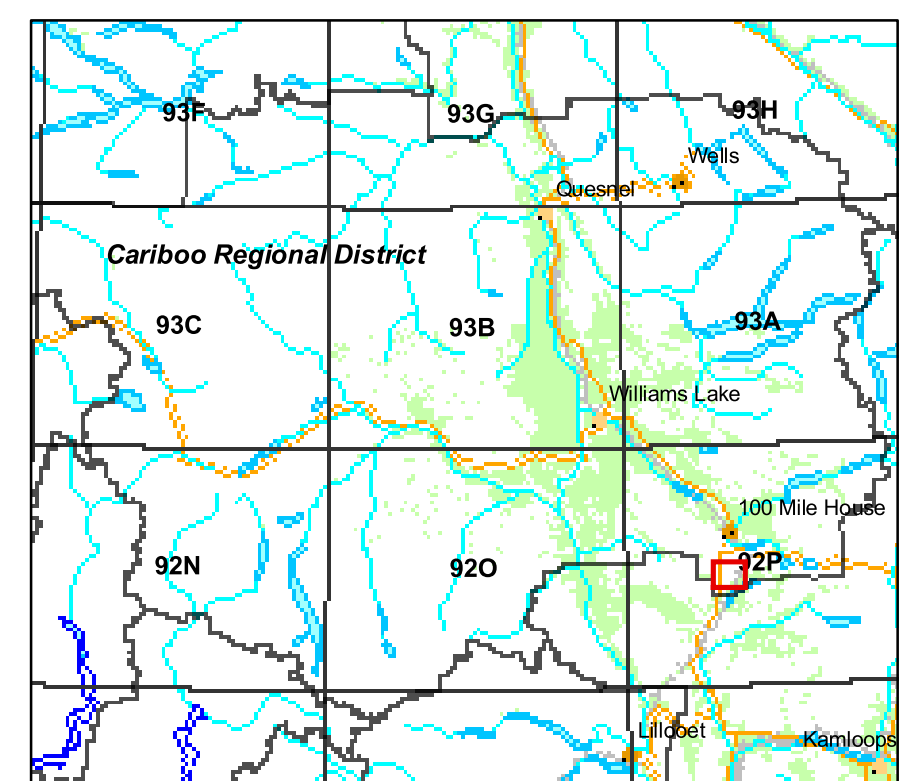 93F
93G
93H
Wells
Quesnel
Cariboo Regional District
93C
93B
93A
Williams Lake
100 Mile House
92N
92O
92P
Lillooet
Kamloops